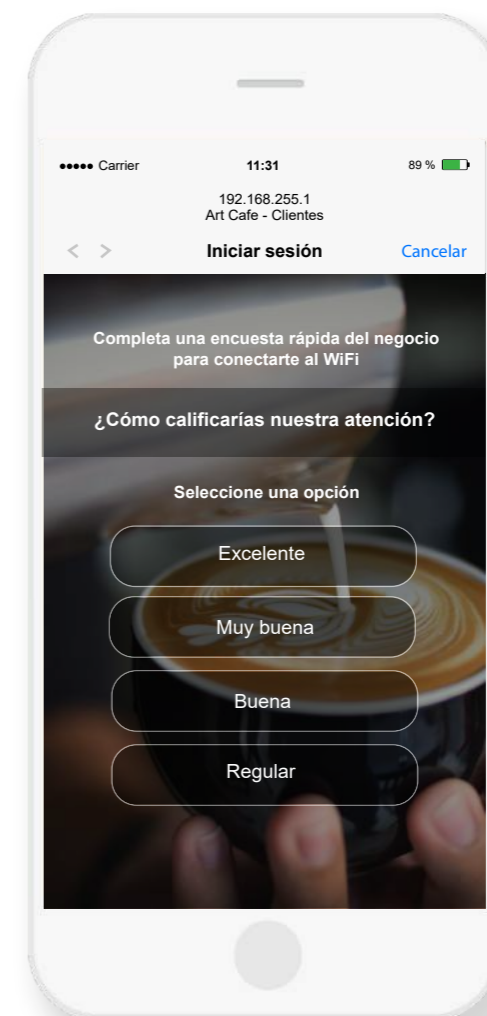 Carrier
11:31
89 %
192.168.255.1
Art Cafe - Clientes
< >
Iniciar sesión
Cancelar
Completa una encuesta rápida del negocio
para conectarte al WiFi
¿Cómo calificarías nuestra atención?
Seleccione una opción
Excelente
Muy buena
Buena
Regular